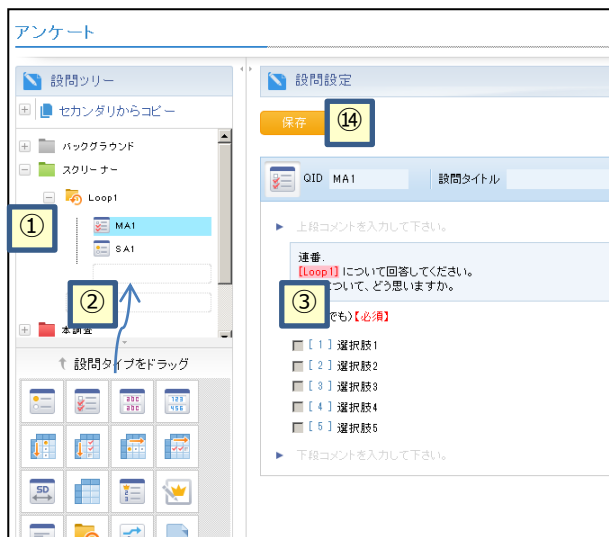 アンケート
設問ツリー
セカンダリからコピー
バックグラウンド
スクリーナー
Loop1
①
MA1
SA1
②
本調査
設問タイプをドラッグ
abc
abc
123
456
SD
設問設定
保存
⑭
QID MA1 設問タイトル
上段コメントを入力して下さい。
連番.
[Loop1] について回答してください。
ついて、どう思いますか。
③
でも)【必須】
[ 1 ] 選択肢1
[ 2 ] 選択肢2
[ 3 ] 選択肢3
[ 4 ] 選択肢4
[ 5 ] 選択肢5
下段コメントを入力して下さい。